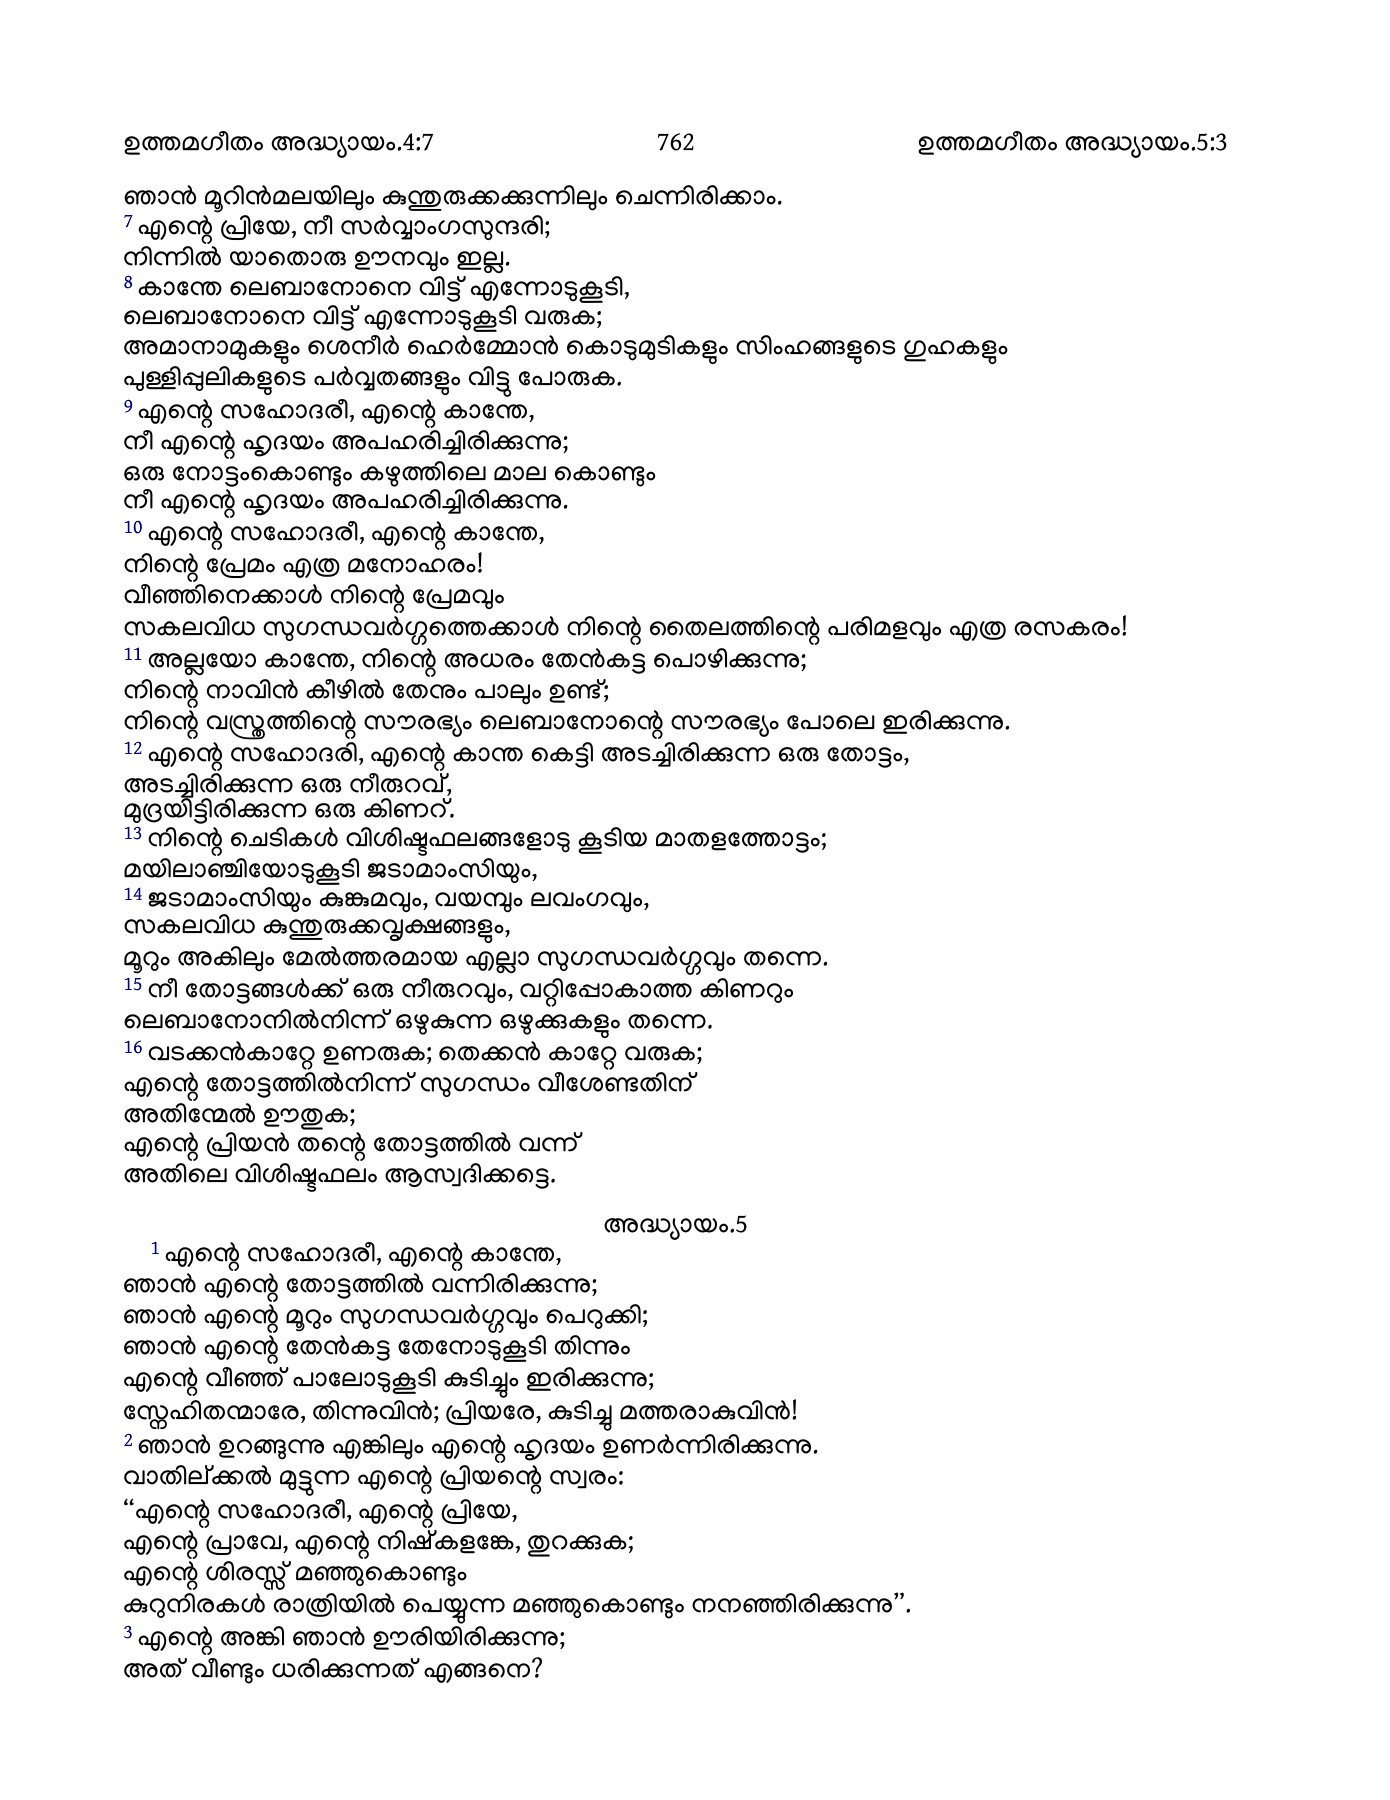 ഉത്തമഗീതം അദ്ധ്യായം.4:7 762 ഉത്തമഗീതം അദ്ധ്യായം.5:3
ഞാൻ മൂറിൻമലയിലും കുന്തുരുക്കക്കുന്നിലും ചെന്നിരിക്കാം.
7 എന്റെ പ്രിയേ, നീ സർവ്വാംഗസുന്ദരി;
നിന്നിൽ യാതൊരു ഊനവും ഇല്ല.
8 കാന്തേ ലെബാനോനെ വിട്ട് എന്നോടുകൂടി,
ലെബാനോനെ വിട്ട് എന്നോടുകൂടി വരുക;
അമാനാമുകളും ശെനീർ ഹെർമ്മോൻ കൊടുമുടികളും സിംഹങ്ങളുടെ ഗുഹകളും
പുള്ളിപ്പുലികളുടെ പർവ്വതങ്ങളും വിട്ടു പോരുക.
9 എന്റെ സഹോദരീ, എന്റെ കാന്തേ,
നീ എന്റെ ഹൃദയം അപഹരിച്ചിരിക്കുന്നു;
ഒരു നോട്ടംകൊണ്ടും കഴുത്തിലെ മാല കൊണ്ടും
നീ എന്റെ ഹൃദയം അപഹരിച്ചിരിക്കുന്നു.
10 എന്റെ സഹോദരീ, എന്റെ കാന്തേ,
നിന്റെ പ്രേമം എത്ര മനോഹരം!
വീഞ്ഞിനെക്കാൾ നിന്റെ പ്രേമവും
സകലവിധ സുഗന്ധവർഗ്ഗത്തെക്കാൾ നിന്റെ തൈലത്തിന്റെ പരിമളവും എത്ര രസകരം!
11 അല്ലയോ കാന്തേ, നിന്റെ അധരം തേൻകട്ട പൊഴിക്കുന്നു;
നിന്റെ നാവിൻ കീഴിൽ തേനും പാലും ഉണ്ട്;
നിന്റെ വസ്ത്രത്തിന്റെ സൗരഭ്യം ലെബാനോന്റെ സൗരഭ്യം പോലെ ഇരിക്കുന്നു.
12 എന്റെ സഹോദരി, എന്റെ കാന്ത കെട്ടി അടച്ചിരിക്കുന്ന ഒരു തോട്ടം,
അടച്ചിരിക്കുന്ന ഒരു നീരുറവ്,
മുദ്രയിട്ടിരിക്കുന്ന ഒരു കിണറ്.
13 നിന്റെ ചെടികൾ വിശിഷ്ടഫലങ്ങളോടു കൂടിയ മാതളത്തോട്ടം;
മയിലാഞ്ചിയോടുകൂടി ജടാമാംസിയും,
14 ജടാമാംസിയും കുങ്കുമവും, വയമ്പും ലവംഗവും,
സകലവിധ കുന്തുരുക്കവൃക്ഷങ്ങളും,
മൂറും അകിലും മേൽത്തരമായ എല്ലാ സുഗന്ധവർഗ്ഗവും തന്നെ.
15 നീ തോട്ടങ്ങൾക്ക് ഒരു നീരുറവും, വറ്റിപ്പോകാത്ത കിണറും
ലെബാനോനിൽനിന്ന് ഒഴുകുന്ന ഒഴുക്കുകളും തന്നെ.
16 വടക്കൻകാറ്റേ ഉണരുക; തെക്കൻ കാറ്റേ വരുക;
എന്റെ തോട്ടത്തിൽനിന്ന് സുഗന്ധം വീശേണ്ടതിന്
അതിന്മേൽ ഊതുക;
എന്റെ പ്രിയൻ തന്റെ തോട്ടത്തിൽ വന്ന്
അതിലെ വിശിഷ്ടഫലം ആസ്വദിക്കട്ടെ.
അദ്ധ്യായം.5
1 എന്റെ സഹോദരീ, എന്റെ കാന്തേ,
ഞാൻ എന്റെ തോട്ടത്തിൽ വന്നിരിക്കുന്നു;
ഞാൻ എന്റെ മൂറും സുഗന്ധവർഗ്ഗവും പെറുക്കി;
ഞാൻ എന്റെ തേൻകട്ട തേനോടുകൂടി തിന്നും
എന്റെ വീഞ്ഞ് പാലോടുകൂടി കുടിച്ചും ഇരിക്കുന്നു;
സ്നേഹിതന്മാരേ, തിന്നുവിൻ; പ്രിയരേ, കുടിച്ചു മത്തരാകുവിൻ!
2 ഞാൻ ഉറങ്ങുന്നു എങ്കിലും എന്റെ ഹൃദയം ഉണർന്നിരിക്കുന്നു.
വാതില്ക്കൽ മുട്ടുന്ന എന്റെ പ്രിയന്റെ സ്വരം:
“എന്റെ സഹോദരീ, എന്റെ പ്രിയേ,
എന്റെ പ്രാവേ, എന്റെ നിഷ്കളങ്കേ, തുറക്കുക;
എന്റെ ശിരസ്സ് മഞ്ഞുകൊണ്ടും
കുറുനിരകൾ രാത്രിയിൽ പെയ്യുന്ന മഞ്ഞുകൊണ്ടും നനഞ്ഞിരിക്കുന്നു”.
3 എന്റെ അങ്കി ഞാൻ ഊരിയിരിക്കുന്നു;
അത് വീണ്ടും ധരിക്കുന്നത് എങ്ങനെ?